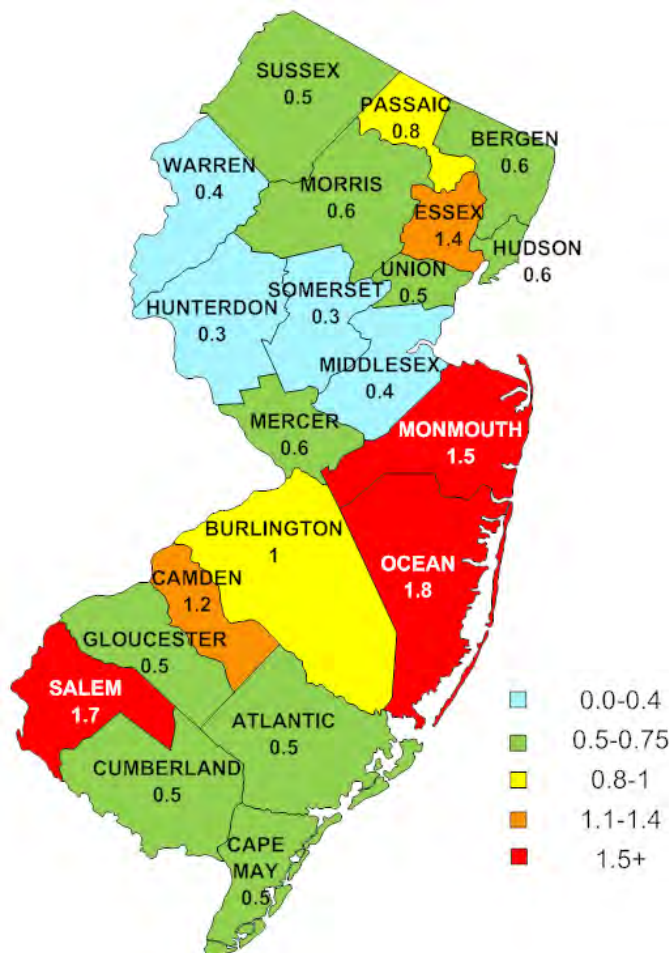 SUSSEX
0.5
PASSAIC
0.8
BERGEN
0.6
WARREN
0.4
MORRIS
0.6
ESSEX
1.4
HUDSON
0.6
UNION
0.5
SOMERSET
0.3
HUNTERDON
0.3
MIDDLESEX
0.4
MERCER
0.6
MONMOUTH
1.5
BURLINGTON
1
OCEAN
1.8
CAMDEN
1.2
GLOUCESTER
0.5
SALEM
1.7
ATLANTIC
0.5
CUMBERLAND
0.5
CAPE
MAY
0.5
0.0-0.4
0.5-0.75
0.8-1
1.1-1.4
1.5+